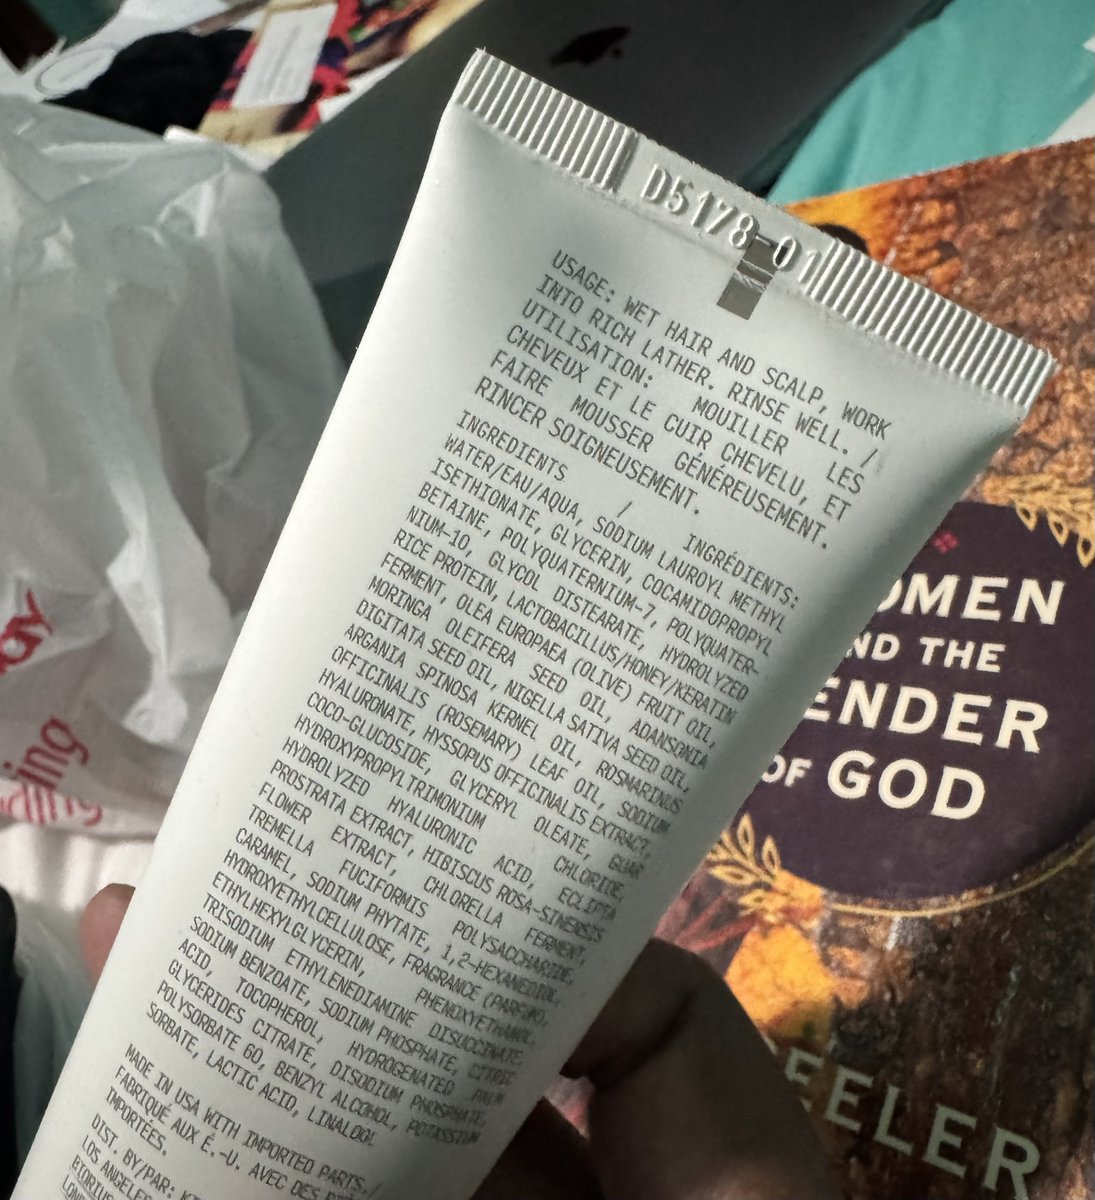 D5178-01
USAGE: WET HAIR AND SCALP, WORK
INTO RICH LATHER. RINSE WELL. /
UTILISATION: MOUILLER LES
CHEVEUX ET LE CUIR CHEVELU, ET
FAIRE MOUSSER GÉNÉREUSEMENT.
RINCER SOIGNEUSEMENT.
INGREDIENTS / INGRÉDIENTS:
WATER/EAU/AQUA, SODIUM LAUROYL METHYL
ISETHIONATE, GLYCERIN, COCAMIDOPROPYL
BETAINE, POLYQUATERNIUM-7, POLYQUATER-
NIUM-10, GLYCOL DISTEARATE, HYDROLYZED
RICE PROTEIN, LACTOBACILLUS/HONEY/KERATIN
FERMENT, OLEA EUROPAEA (OLIVE) FRUIT OIL,
MORINGA OLEIFERA SEED OIL, ADANSONIA
DIGITATA SEED OIL, NIGELLA SATIVA SEED OIL,
ARGANIA SPINOSA KERNEL OIL, ROSMARINUS
OFFICINALIS (ROSEMARY) LEAF OIL, SODIUM
HYALURONATE, HYSSOPUS OFFICINALIS EXTRACT,
COCO-GLUCOSIDE, GLYCERYL OLEATE, GUAR
HYDROXYPROPYLTRIMONIUM CHLORIDE,
HYDROLYZED HYALURONIC ACID, ECLIPTA
PROSTRATA EXTRACT, HIBISCUS ROSA-SINENSIS
FLOWER EXTRACT, CHLORELLA FERMENT,
TREMELLA FUCIFORMIS POLYSACCHARIDE,
CARAMEL, SODIUM PHYTATE, 1,2-HEXANEDIOL,
HYDROXYETHYLCELLULOSE, FRAGRANCE (PARFUM),
ETHYLHEXYLGLYCERIN, PHENOXYETHANOL,
TRISODIUM ETHYLENEDIAMINE DISUCCINATE,
SODIUM BENZOATE, SODIUM PHOSPHATE, CITRIC
ACID, TOCOPHEROL, HYDROGENATED PALM
GLYCERIDES CITRATE, DISODIUM PHOSPHATE,
POLYSORBATE 60, BENZYL ALCOHOL, POTASSIUM
SORBATE, LACTIC ACID, LINALOOL
MADE IN USA WITH IMPORTED PARTS. /
FABRIQUÉ AUX É.-U. AVEC DES
IMPORTÉES.
DIST. BY/PAR:
LOS ANGELES
BIORIUS
OMEN
ND THE
ENDER
OF GOD
EELER